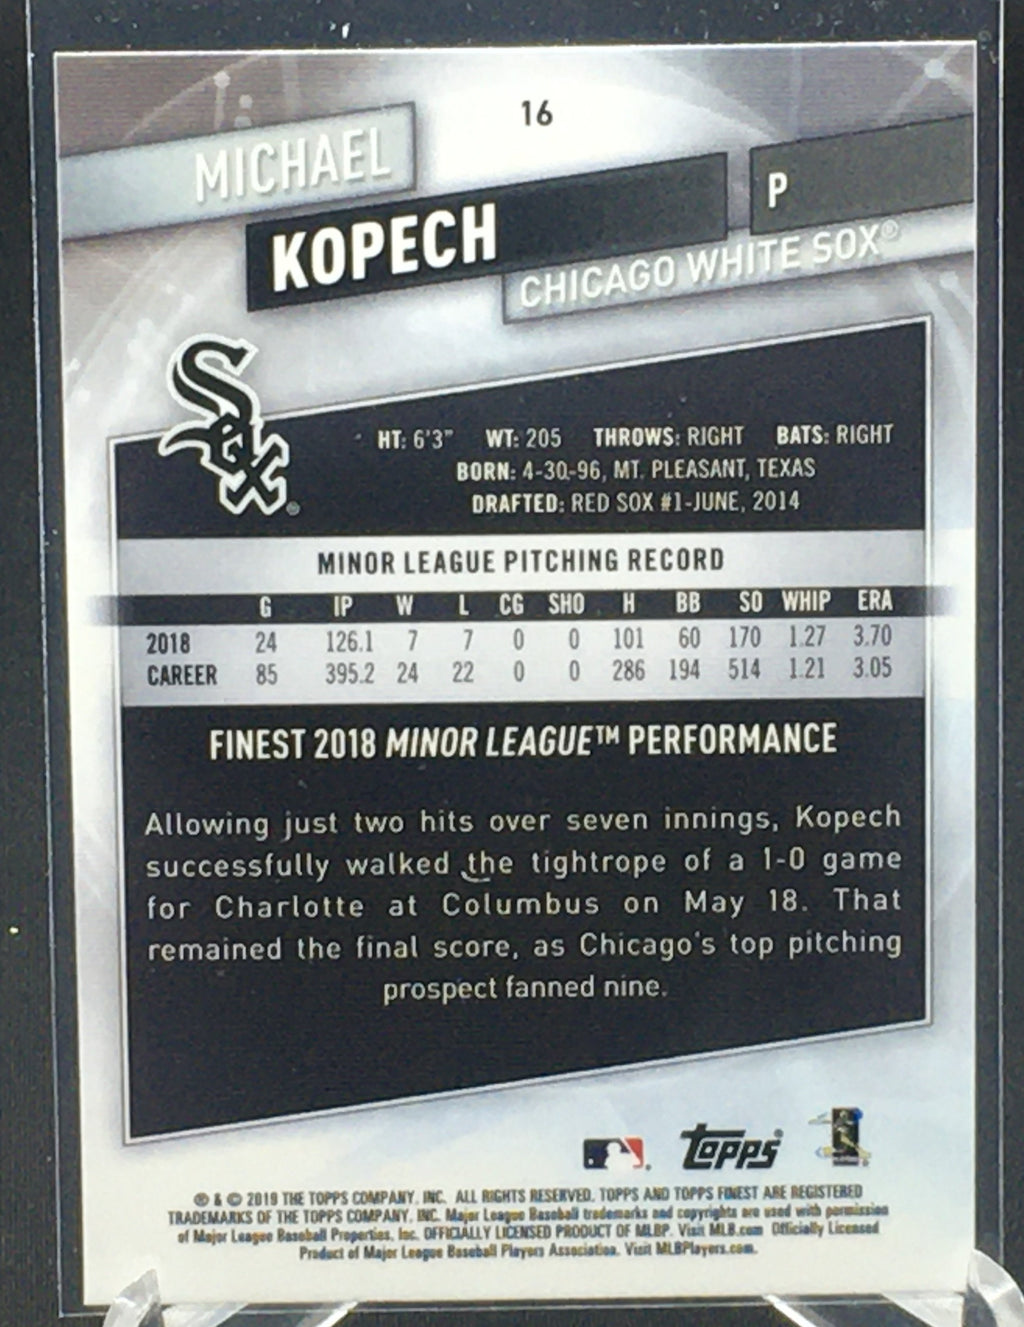 16
MICHAEL
KOPECH
P
CHICAGO WHITE SOX®
Sox®
HT: 6'3" WT: 205 THROWS: RIGHT BATS: RIGHT
BORN: 4-30-96, MT. PLEASANT, TEXAS
DRAFTED: RED SOX #1-JUNE, 2014
MINOR LEAGUE PITCHING RECORD
G IP W L CG SHO H BB SO WHIP ERA
2018 24 126.1 7 7 0 0 101 60 170 1.27 3.70
CAREER 85 395.2 24 22 0 0 286 194 514 1.21 3.05
FINEST 2018 MINOR LEAGUE™ PERFORMANCE
Allowing just two hits over seven innings, Kopech
successfully walked the tightrope of a 1-0 game
for Charlotte at Columbus on May 18. That
remained the final score, as Chicago's top pitching
prospect fanned nine.
TOPPS®
® & © 2019 THE TOPPS COMPANY, INC. ALL RIGHTS RESERVED. TOPPS AND TOPPS FINEST ARE REGISTERED
TRADEMARKS OF THE TOPPS COMPANY, INC. Major League Baseball trademarks and copyrights are used with permission
of Major League Baseball Properties, Inc. OFFICIALLY LICENSED PRODUCT OF MLBP. Visit MLB.com Officially Licensed
Product of Major League Baseball Players Association. Visit MLBPlayers.com.